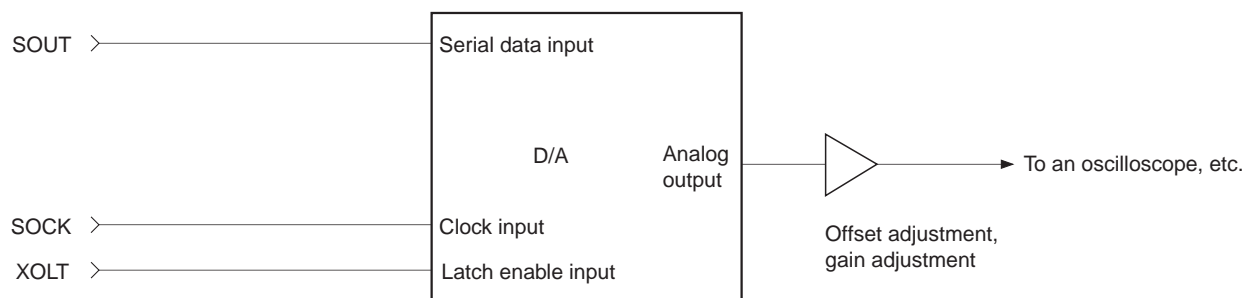 SOUT
Serial data input
D/A
Analog
output
To an oscilloscope, etc.
SOCK
Clock input
Offset adjustment,
gain adjustment
XOLT
Latch enable input